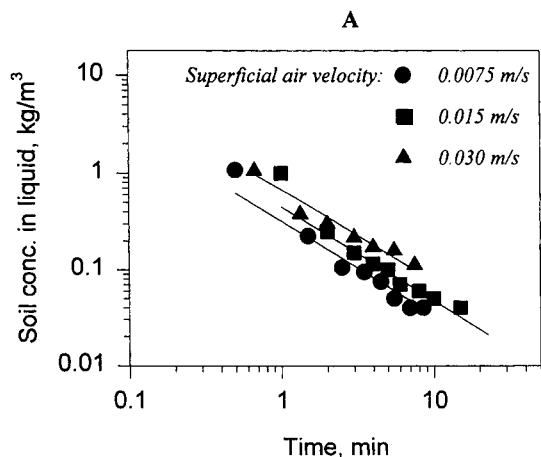 A
Superficial air velocity: ● 0.0075 m/s
■ 0.015 m/s
▲ 0.030 m/s
10
1
0.1
0.01
Soil conc. in liquid, kg/m³
0.1 1 10
Time, min